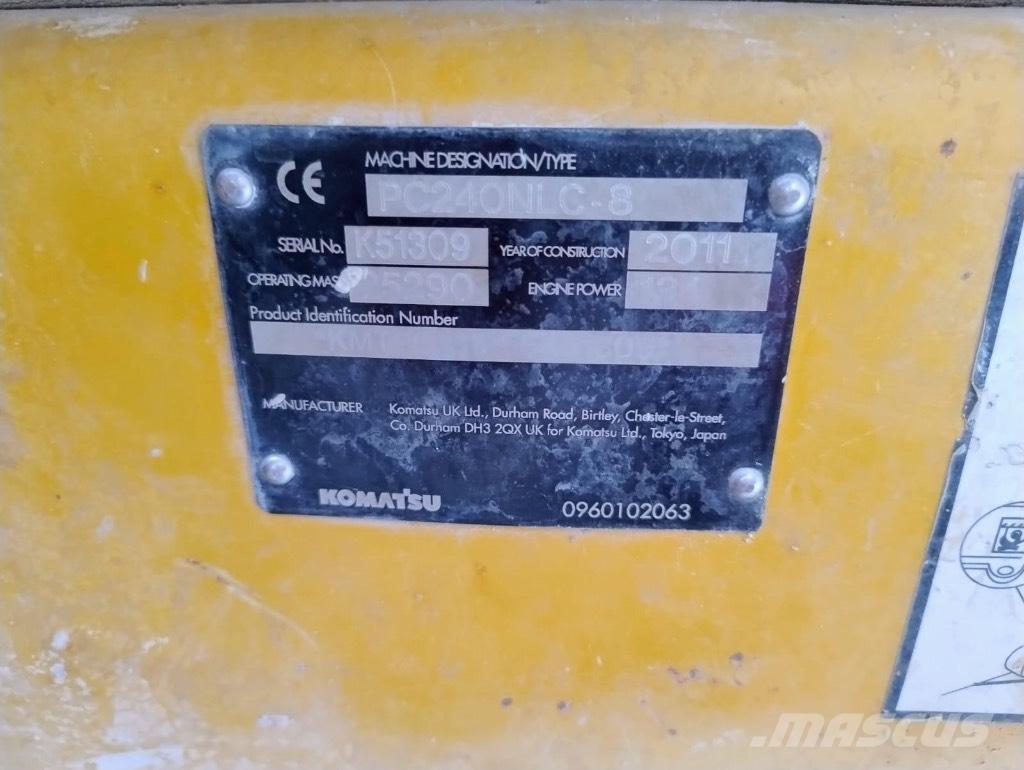 CE
MACHINE DESIGNATION/TYPE
PC240NLC-8
SERIAL No. K51309 YEAR OF CONSTRUCTION 2011
OPERATING MASS ENGINE POWER
Product Identification Number
MANUFACTURER Komatsu UK Ltd., Durham Road, Birtley, Chester-le-Street,
Co. Durham DH3 2QX UK for Komatsu Ltd., Tokyo, Japan
KOMATSU 0960102063
MASCUS